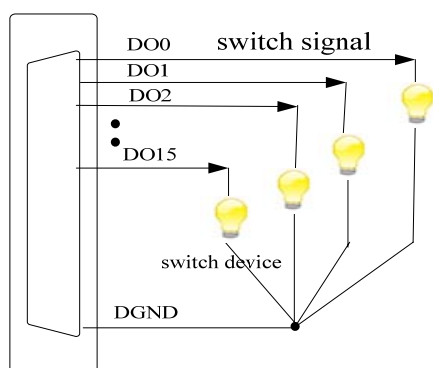 DO0
switch signal
DO1
DO2
DO15
switch device
DGND